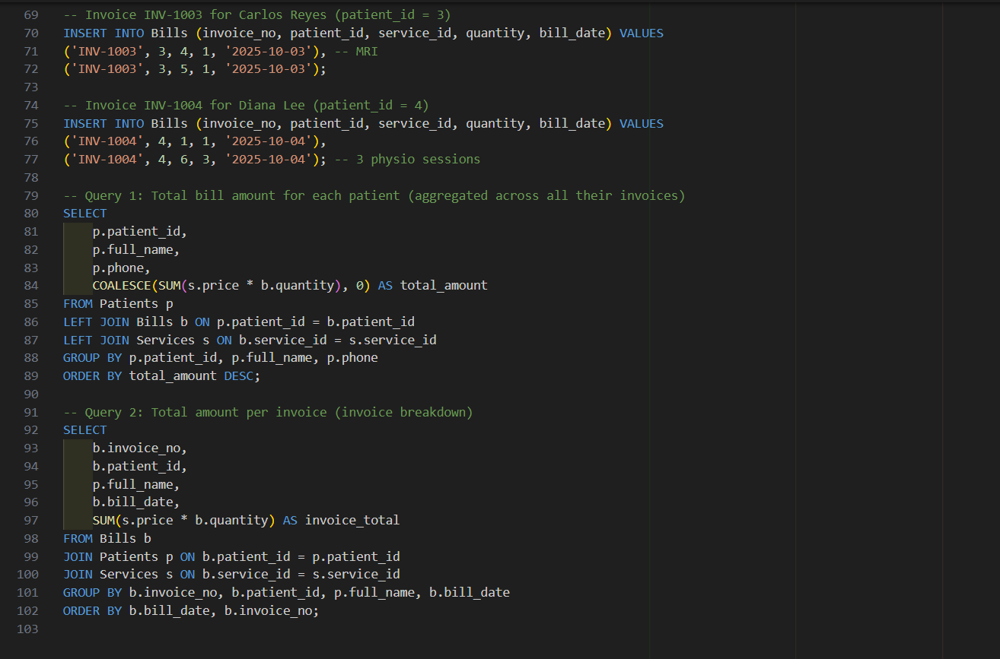 69 -- Invoice INV-1003 for Carlos Reyes (patient_id = 3)
70 INSERT INTO Bills (invoice_no, patient_id, service_id, quantity, bill_date) VALUES
71 ('INV-1003', 3, 4, 1, '2025-10-03'), -- MRI
72 ('INV-1003', 3, 5, 1, '2025-10-03');
73
74 -- Invoice INV-1004 for Diana Lee (patient_id = 4)
75 INSERT INTO Bills (invoice_no, patient_id, service_id, quantity, bill_date) VALUES
76 ('INV-1004', 4, 1, 1, '2025-10-04'),
77 ('INV-1004', 4, 6, 3, '2025-10-04'); -- 3 physio sessions
78
79 -- Query 1: Total bill amount for each patient (aggregated across all their invoices)
80 SELECT
81     p.patient_id,
82     p.full_name,
83     p.phone,
84     COALESCE(SUM(s.price * b.quantity), 0) AS total_amount
85 FROM Patients p
86 LEFT JOIN Bills b ON p.patient_id = b.patient_id
87 LEFT JOIN Services s ON b.service_id = s.service_id
88 GROUP BY p.patient_id, p.full_name, p.phone
89 ORDER BY total_amount DESC;
90
91 -- Query 2: Total amount per invoice (invoice breakdown)
92 SELECT
93     b.invoice_no,
94     b.patient_id,
95     p.full_name,
96     b.bill_date,
97     SUM(s.price * b.quantity) AS invoice_total
98 FROM Bills b
99 JOIN Patients p ON b.patient_id = p.patient_id
100 JOIN Services s ON b.service_id = s.service_id
101 GROUP BY b.invoice_no, b.patient_id, p.full_name, b.bill_date
102 ORDER BY b.bill_date, b.invoice_no;
103